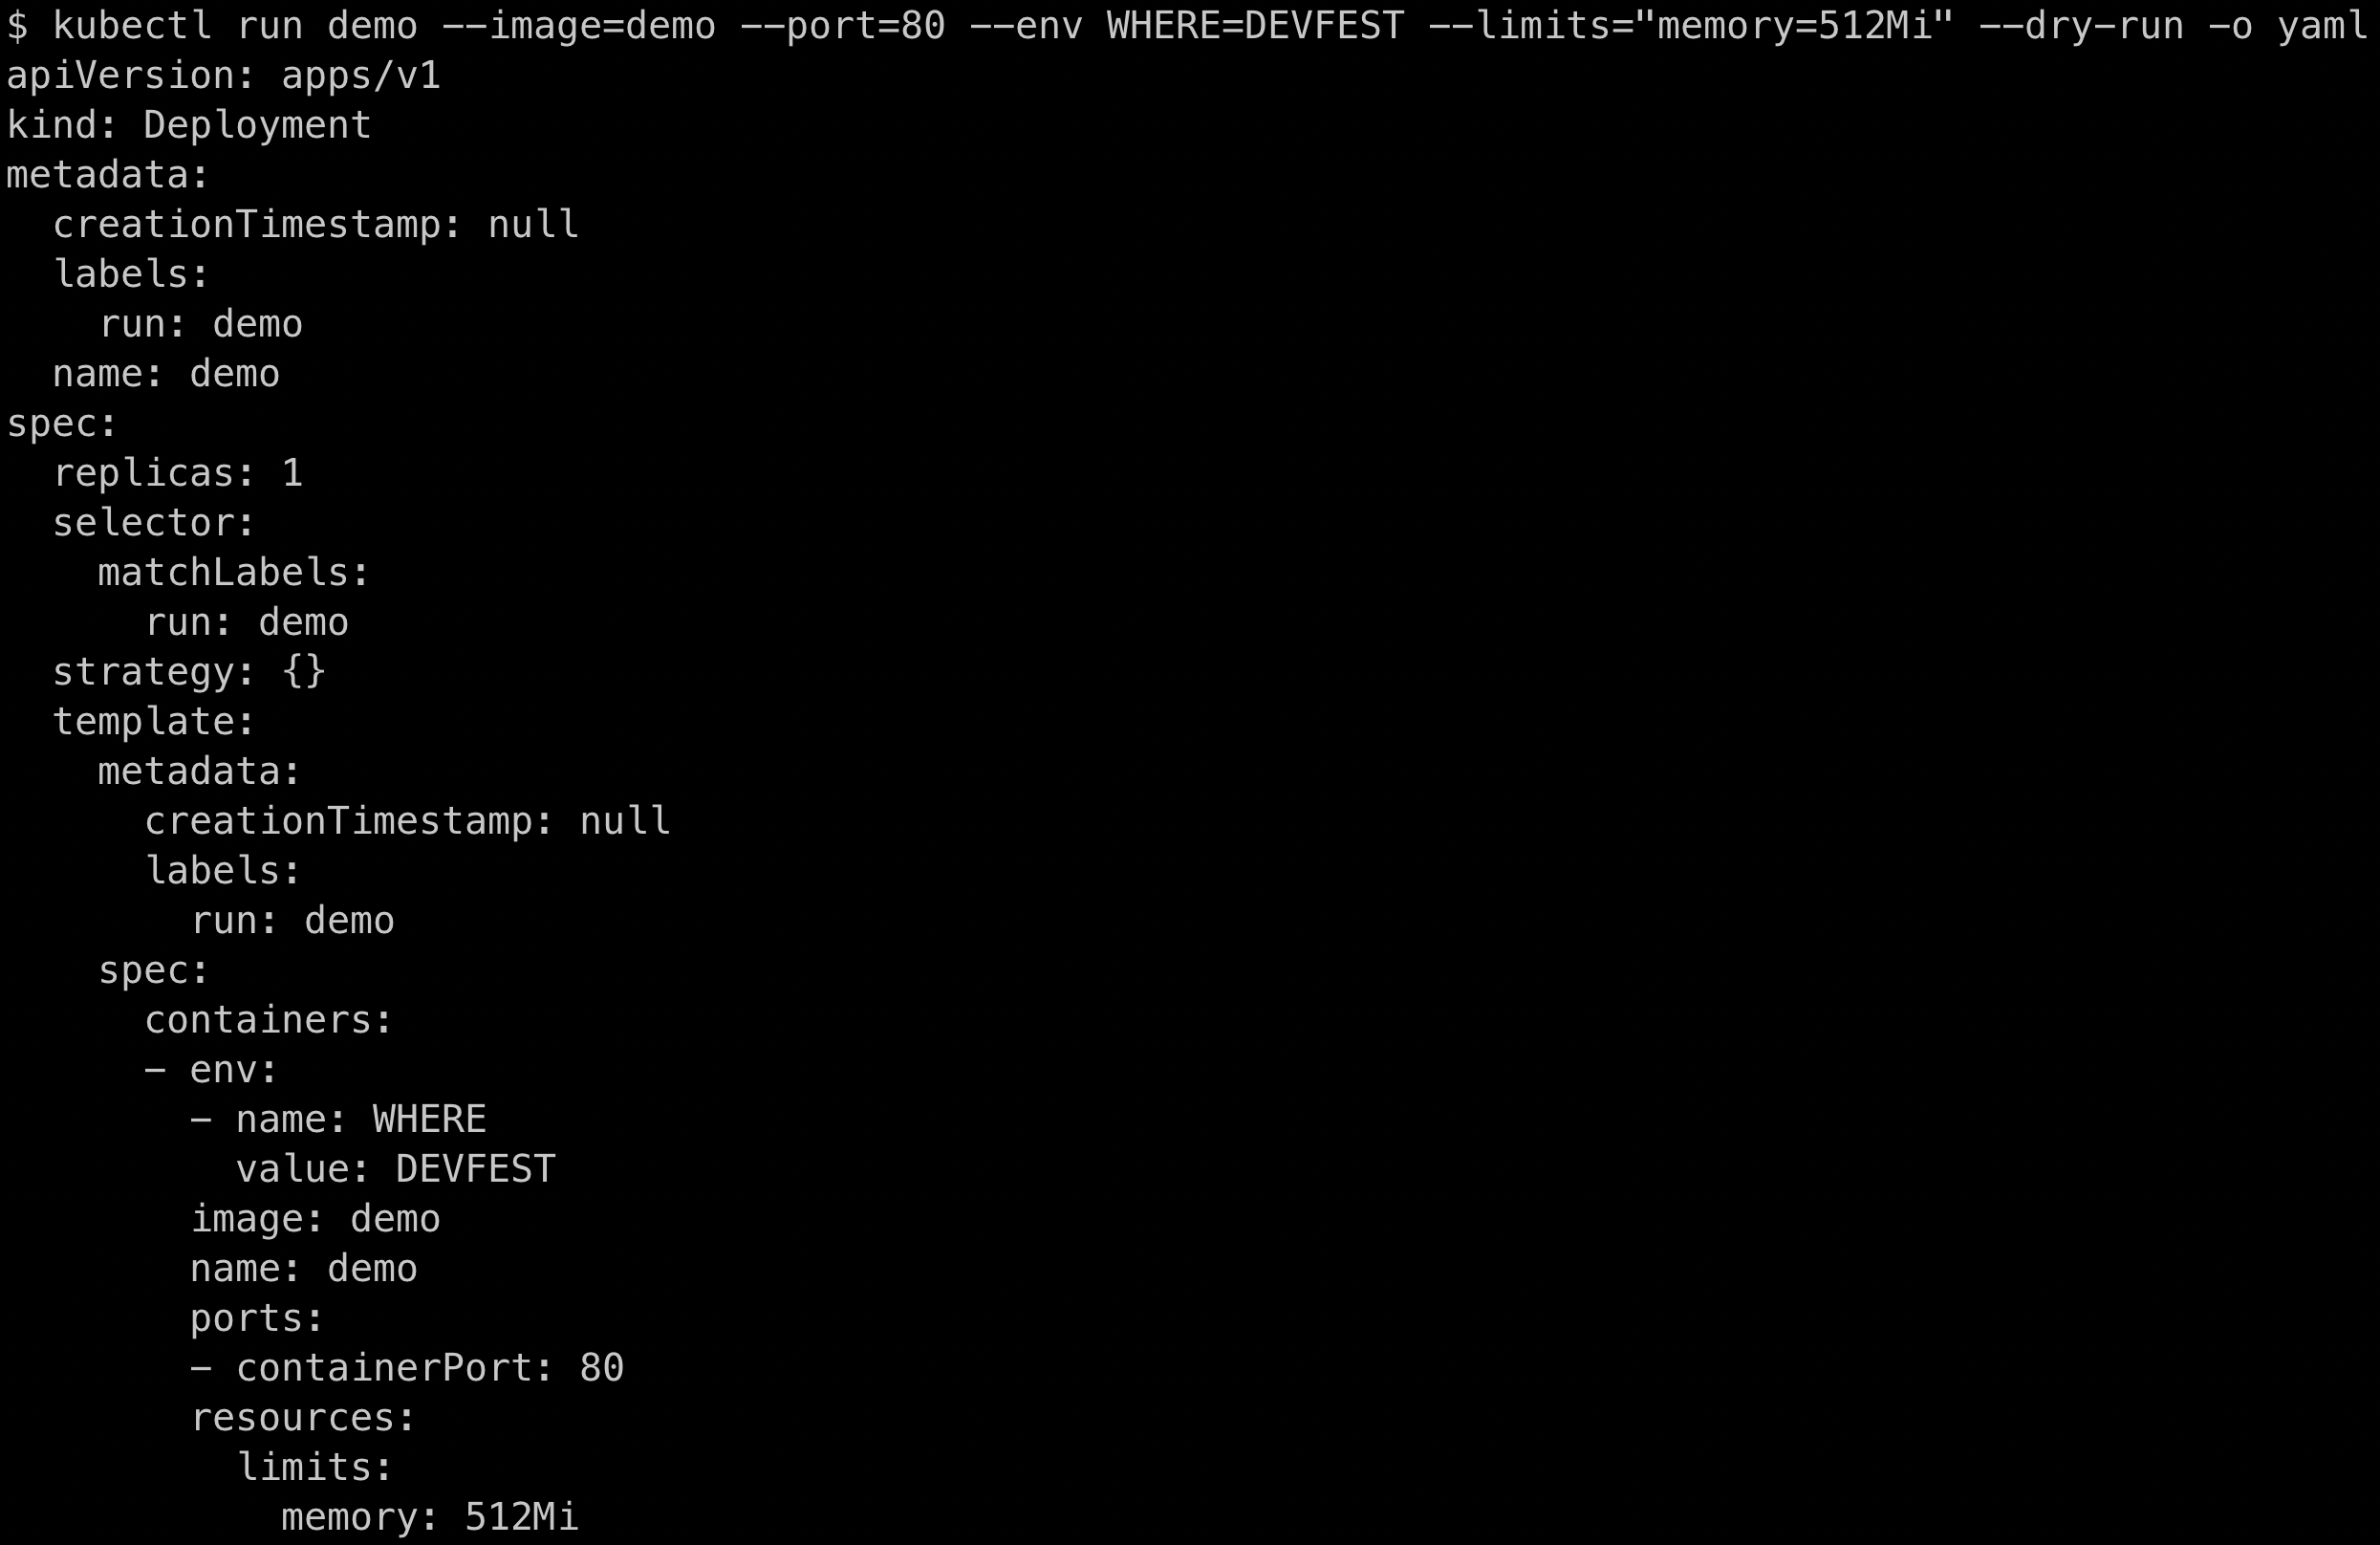 $ kubectl run demo --image=demo --port=80 --env WHERE=DEVFEST --limits="memory=512Mi" --dry-run -o yaml
apiVersion: apps/v1
kind: Deployment
metadata:
  creationTimestamp: null
  labels:
    run: demo
  name: demo
spec:
  replicas: 1
  selector:
    matchLabels:
      run: demo
  strategy: {}
  template:
    metadata:
      creationTimestamp: null
      labels:
        run: demo
    spec:
      containers:
      - env:
        - name: WHERE
          value: DEVFEST
        image: demo
        name: demo
        ports:
        - containerPort: 80
        resources:
          limits:
            memory: 512Mi